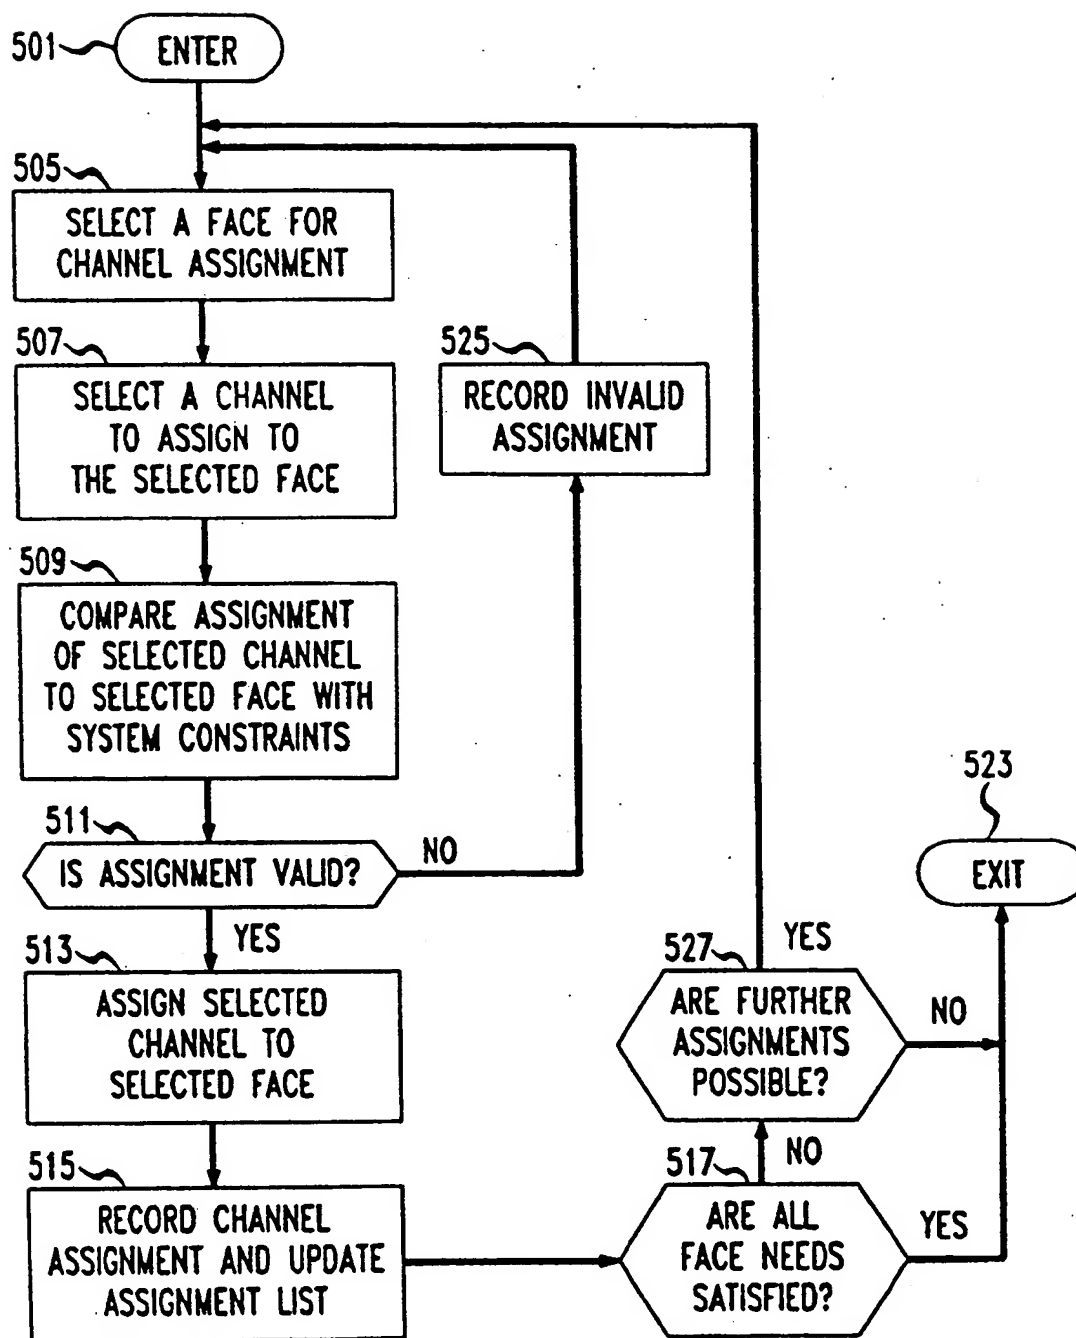 501
ENTER
505
SELECT A FACE FOR
CHANNEL ASSIGNMENT
507
SELECT A CHANNEL
TO ASSIGN TO
THE SELECTED FACE
525
RECORD INVALID
ASSIGNMENT
509
COMPARE ASSIGNMENT
OF SELECTED CHANNEL
TO SELECTED FACE WITH
SYSTEM CONSTRAINTS
511
IS ASSIGNMENT VALID?
NO
YES
513
ASSIGN SELECTED
CHANNEL TO
SELECTED FACE
515
RECORD CHANNEL
ASSIGNMENT AND UPDATE
ASSIGNMENT LIST
517
ARE ALL
FACE NEEDS
SATISFIED?
NO
YES
527
ARE FURTHER
ASSIGNMENTS
POSSIBLE?
YES
NO
523
EXIT